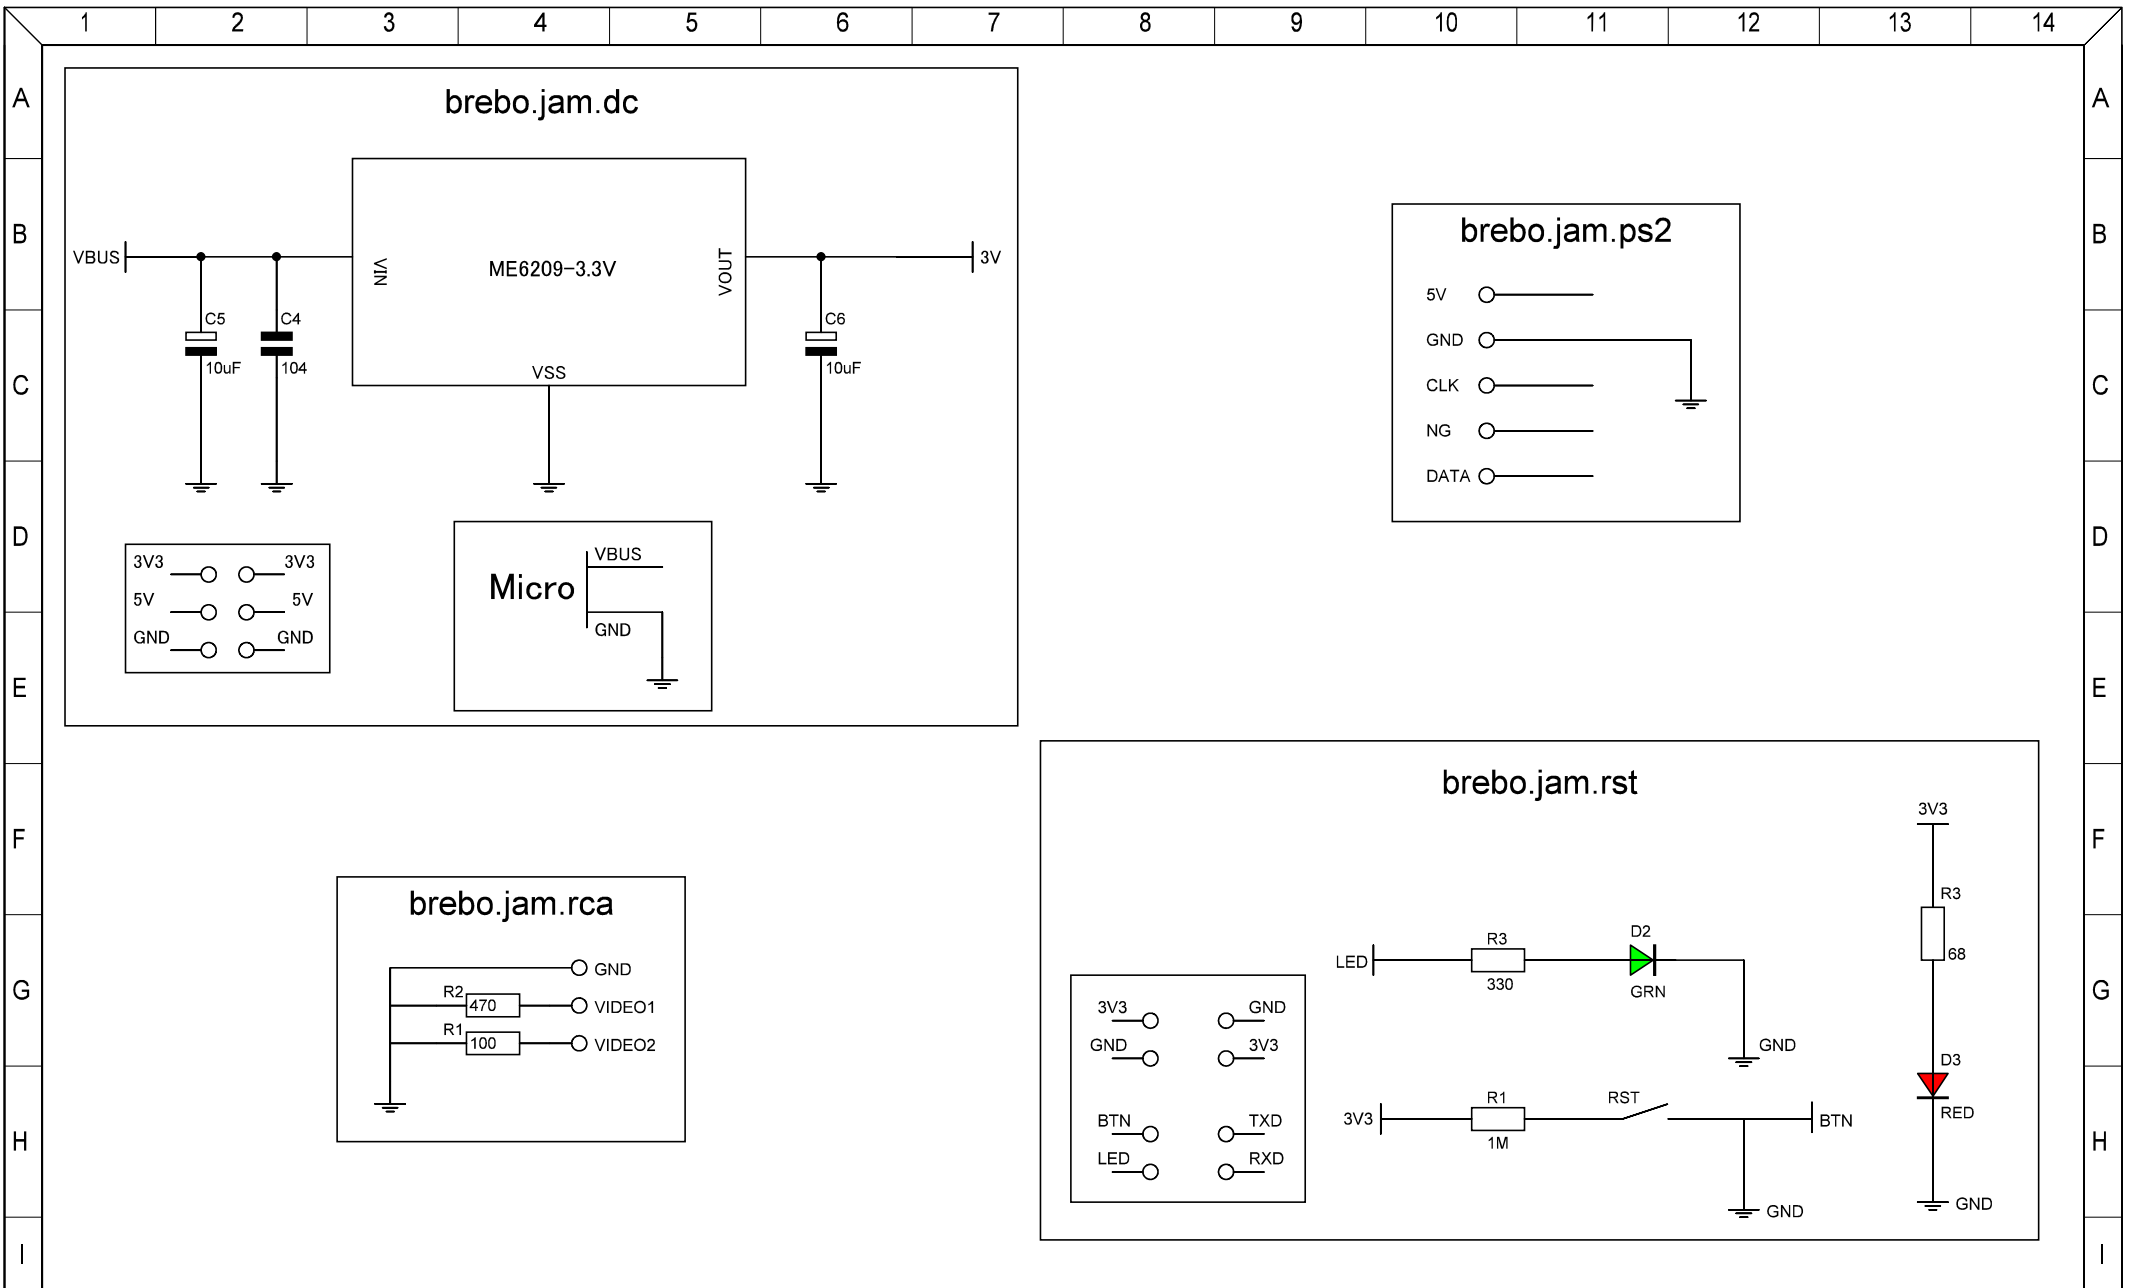 1 2 3 4 5 6 7 8 9 10 11 12 13 14
A A
B B
C C
D D
E E
F F
G G
H H
I I
brebo.jam.dc
VBUS
VIN
ME6209-3.3V
VOUT
3V
C5
10uF
C4
104
VSS
C6
10uF
3V3 3V3
5V 5V
GND GND
Micro
VBUS
GND
brebo.jam.ps2
5V
GND
CLK
NG
DATA
brebo.jam.rca
GND
R2
470
VIDEO1
R1
100
VIDEO2
brebo.jam.rst
3V3 GND
GND 3V3
BTN TXD
LED RXD
LED
R3
330
D2
GRN
GND
3V3
R1
1M
RST
BTN
GND
3V3
R3
68
D3
RED
GND